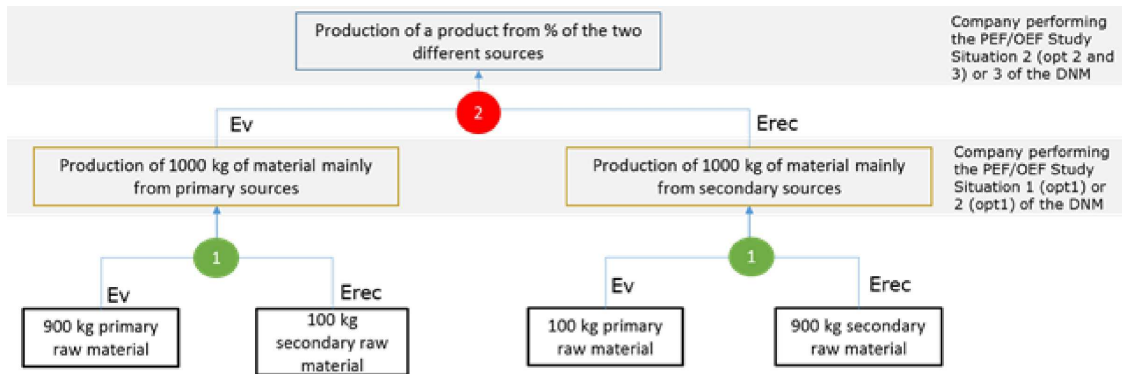 Production of a product from % of the two
different sources
Company performing
the PEF/OEF Study
Situation 2 (opt 2 and
3) or 3 of the DNM
2
Ev
Erec
Production of 1000 kg of material mainly
from primary sources
Production of 1000 kg of material mainly
from secondary sources
Company performing
the PEF/OEF Study
Situation 1 (opt1) or
2 (opt1) of the DNM
1
1
Ev
Erec
Ev
Erec
900 kg primary
raw material
100 kg
secondary raw
material
100 kg primary
raw material
900 kg secondary
raw material